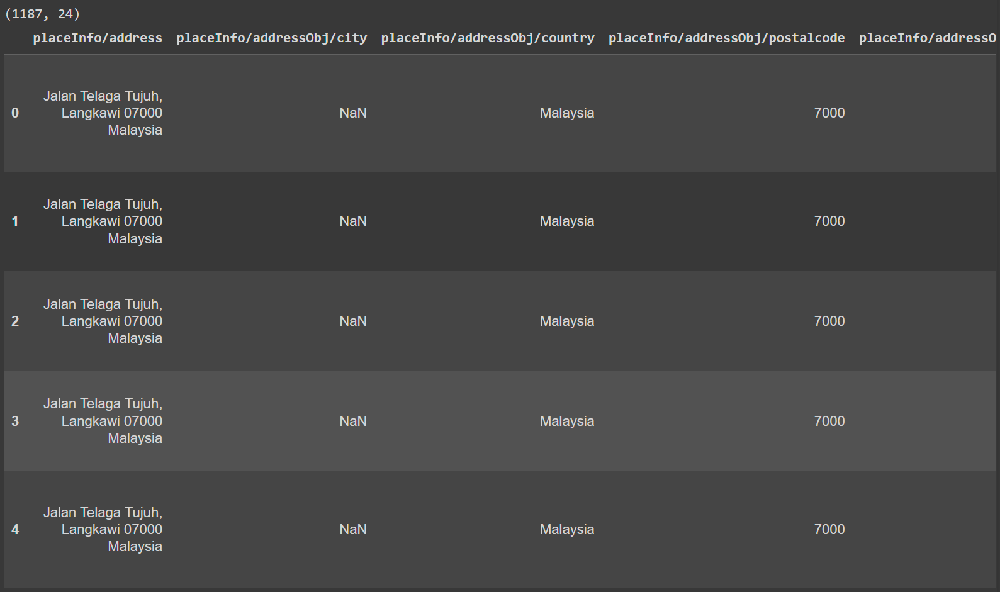 (1187, 24)
placeInfo/address placeInfo/addressObj/city placeInfo/addressObj/country placeInfo/addressObj/postalcode placeInfo/addressO
0 Jalan Telaga Tujuh,
Langkawi 07000
Malaysia NaN Malaysia 7000
1 Jalan Telaga Tujuh,
Langkawi 07000
Malaysia NaN Malaysia 7000
2 Jalan Telaga Tujuh,
Langkawi 07000
Malaysia NaN Malaysia 7000
3 Jalan Telaga Tujuh,
Langkawi 07000
Malaysia NaN Malaysia 7000
4 Jalan Telaga Tujuh,
Langkawi 07000
Malaysia NaN Malaysia 7000